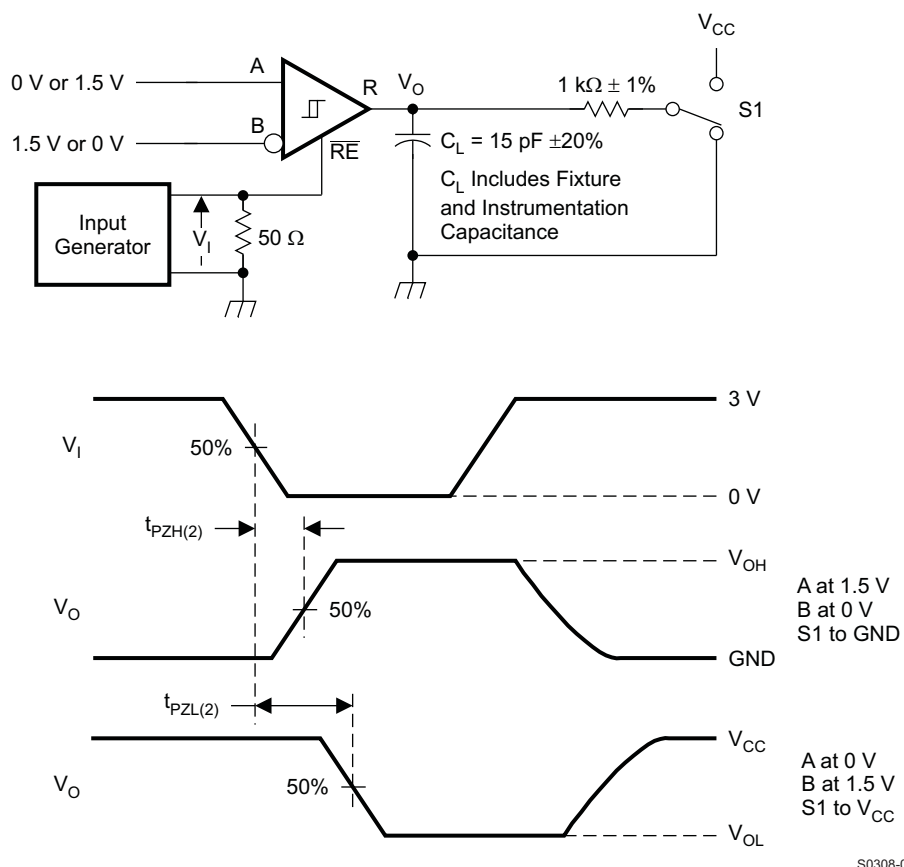 V_CC
0 V or 1.5 V
A
R
V_O
1 kΩ ± 1%
S1
1.5 V or 0 V
B
R̅E̅
C_L = 15 pF ±20%
C_L Includes Fixture
and Instrumentation
Capacitance
Input
Generator
V_I
50 Ω
3 V
V_I
50%
0 V
t_PZH(2)
V_OH
V_O
50%
A at 1.5 V
B at 0 V
S1 to GND
GND
t_PZL(2)
V_CC
V_O
50%
A at 0 V
B at 1.5 V
S1 to V_CC
V_OL